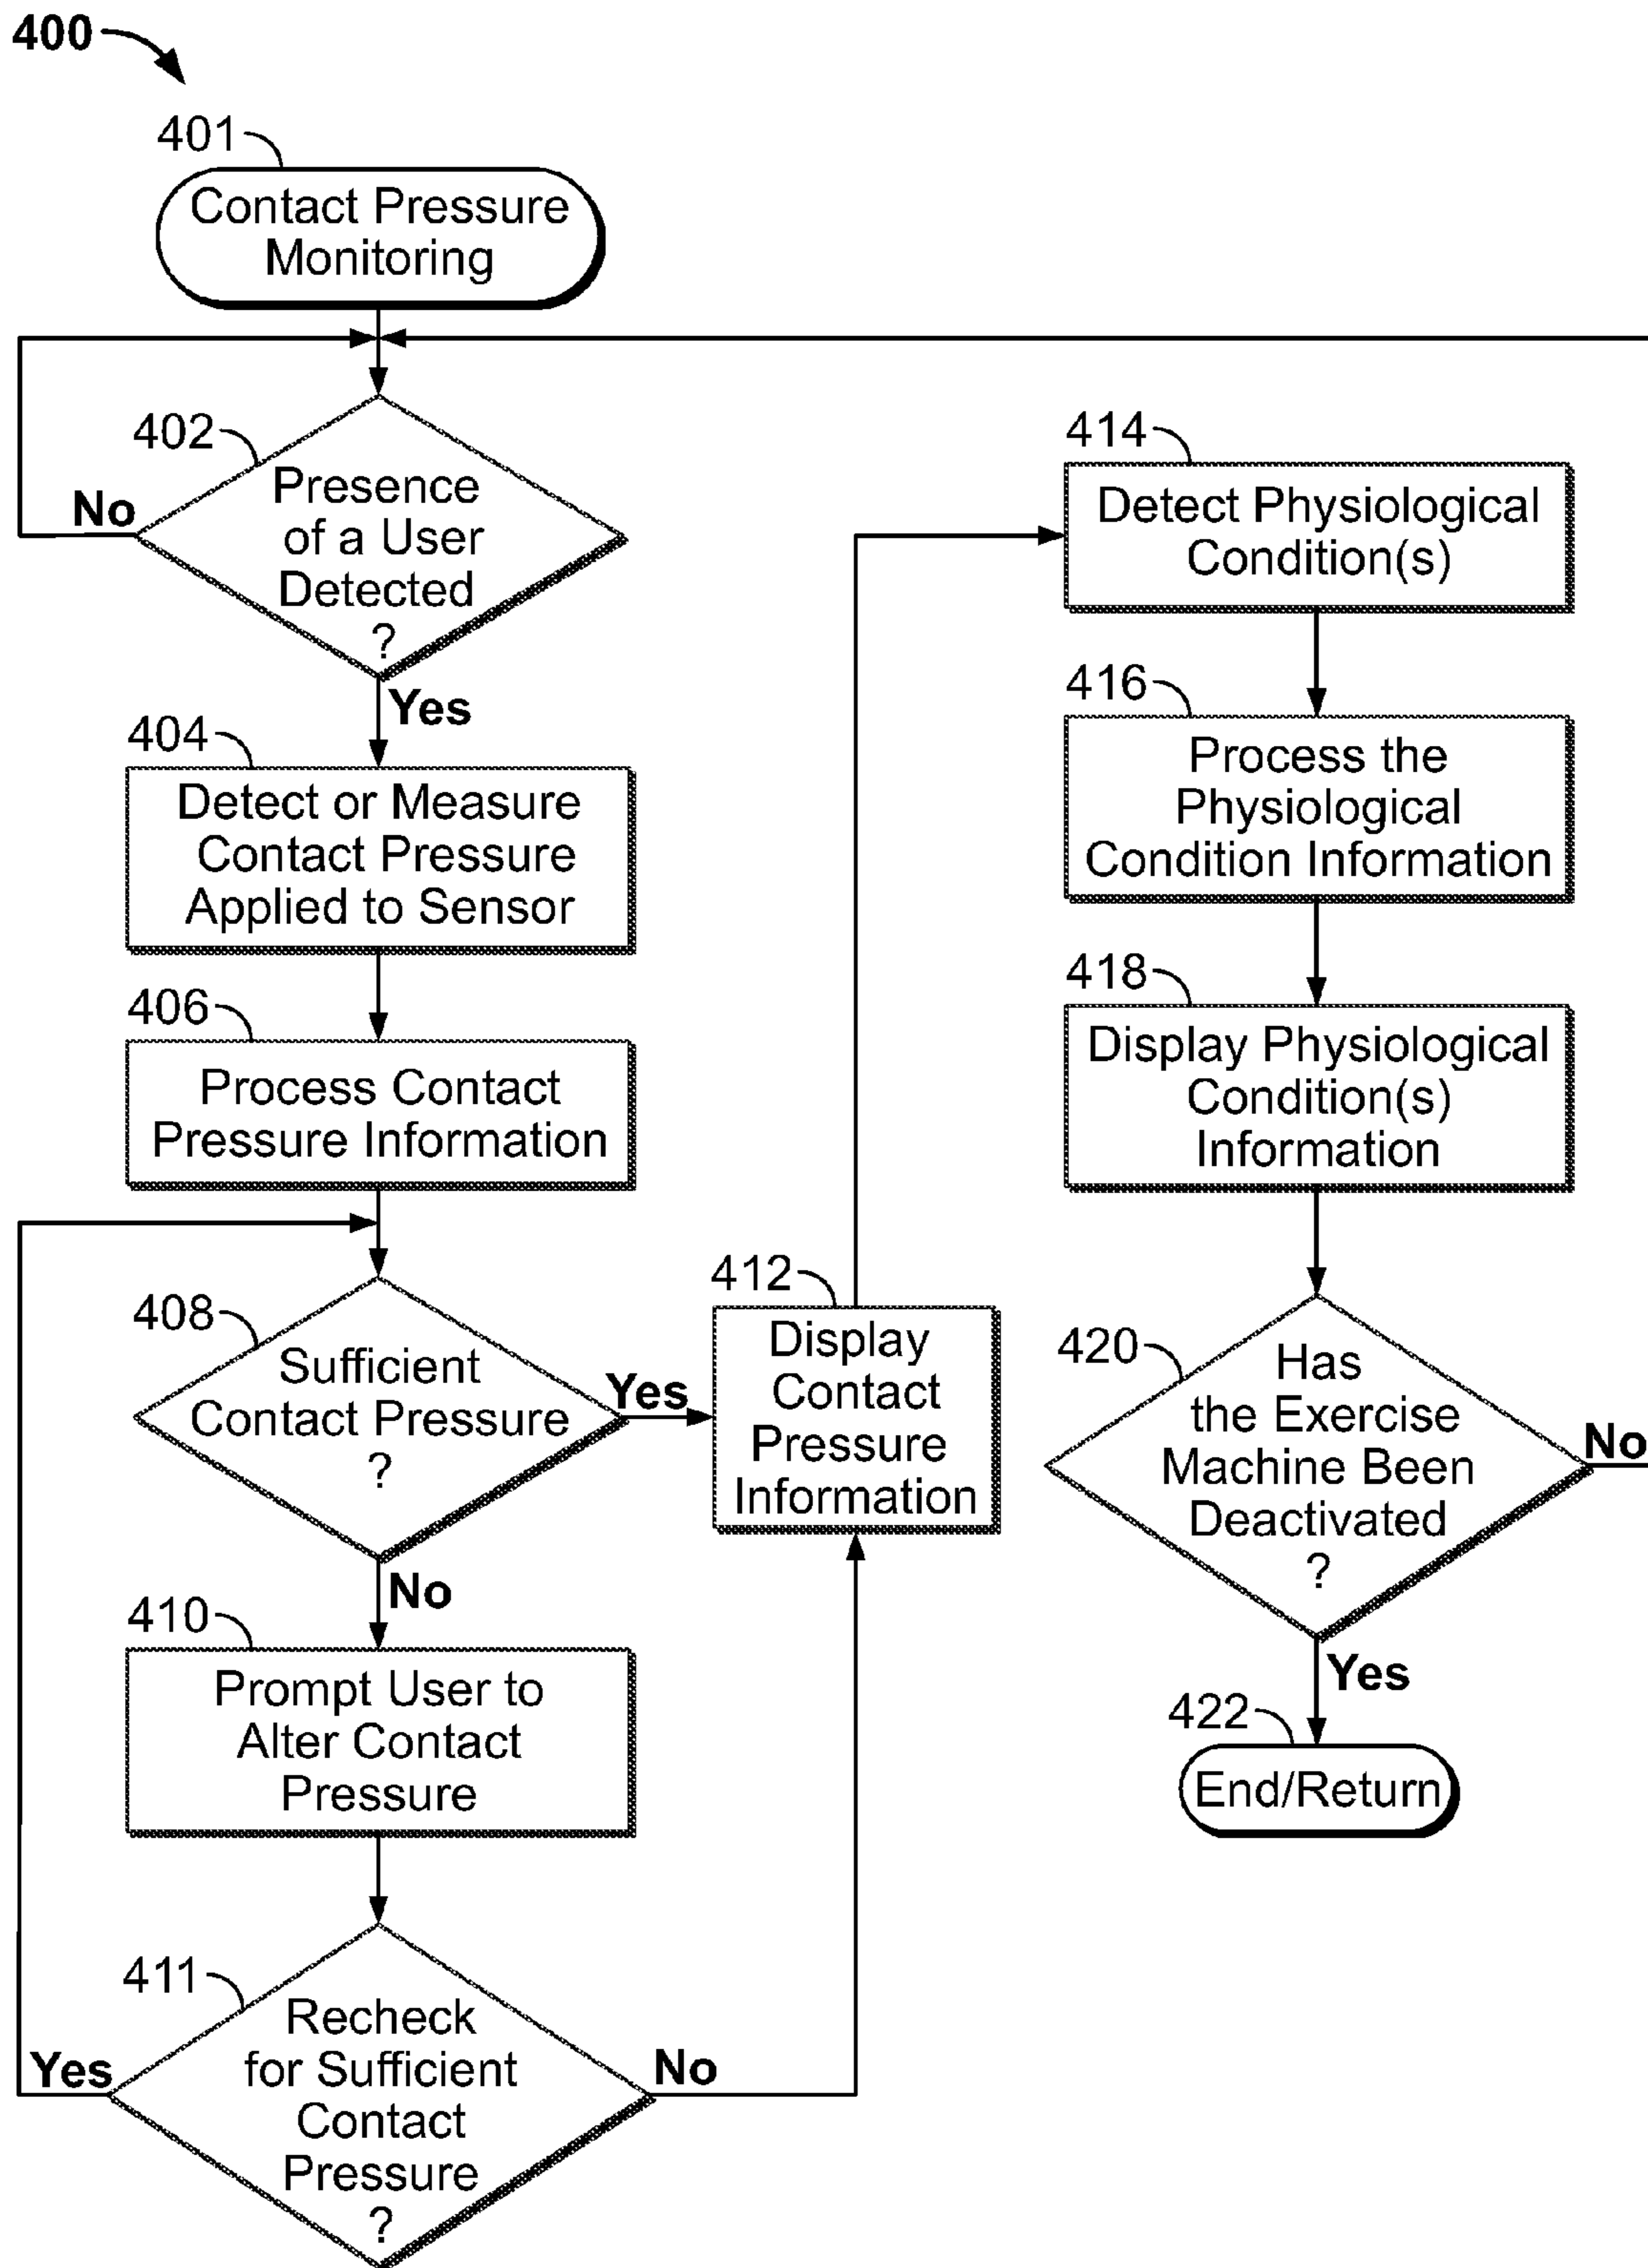 400
401
Contact Pressure
Monitoring
402
Presence
of a User
Detected
?
No
Yes
404
Detect or Measure
Contact Pressure
Applied to Sensor
406
Process Contact
Pressure Information
408
Sufficient
Contact Pressure
?
Yes
No
410
Prompt User to
Alter Contact
Pressure
411
Recheck
for Sufficient
Contact
Pressure
?
Yes
No
412
Display
Contact
Pressure
Information
414
Detect Physiological
Condition(s)
416
Process the
Physiological
Condition Information
418
Display Physiological
Condition(s)
Information
420
Has
the Exercise
Machine Been
Deactivated
?
No
Yes
422
End/Return